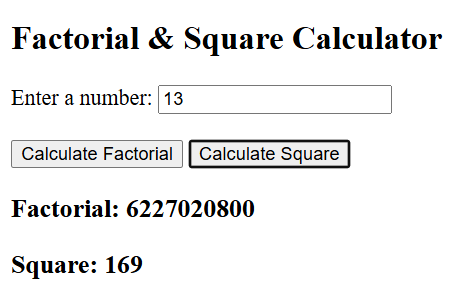 Factorial & Square Calculator
Enter a number: 13
Calculate Factorial Calculate Square
Factorial: 6227020800
Square: 169